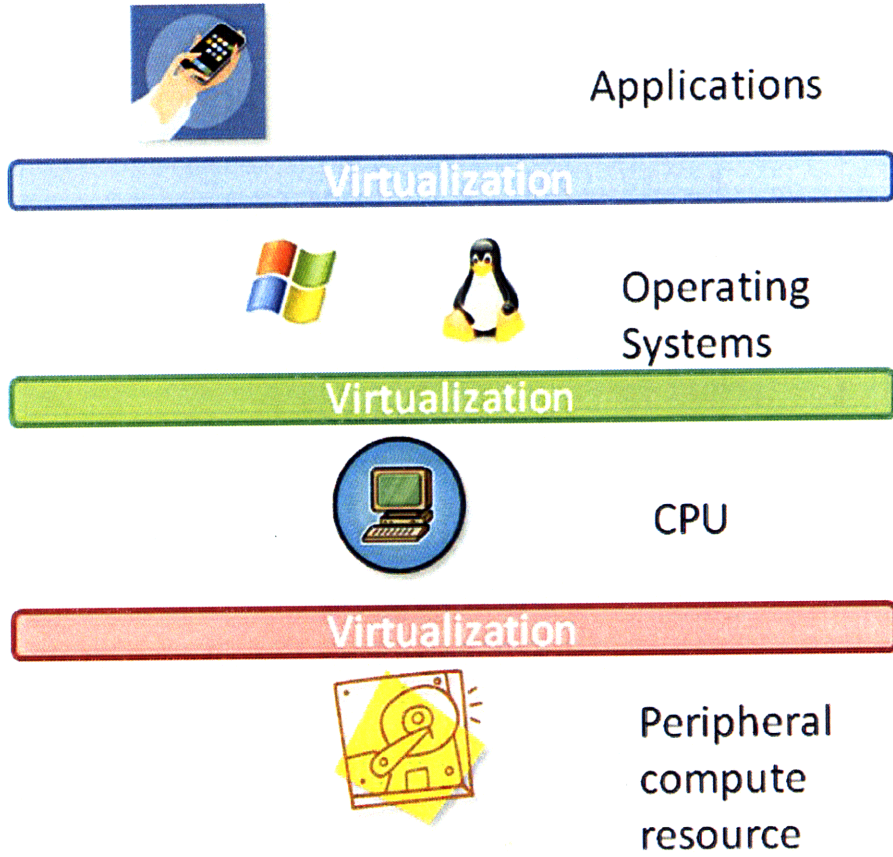 Applications
Virtualization
Operating
Systems
Virtualization
CPU
Virtualization
Peripheral
compute
resource